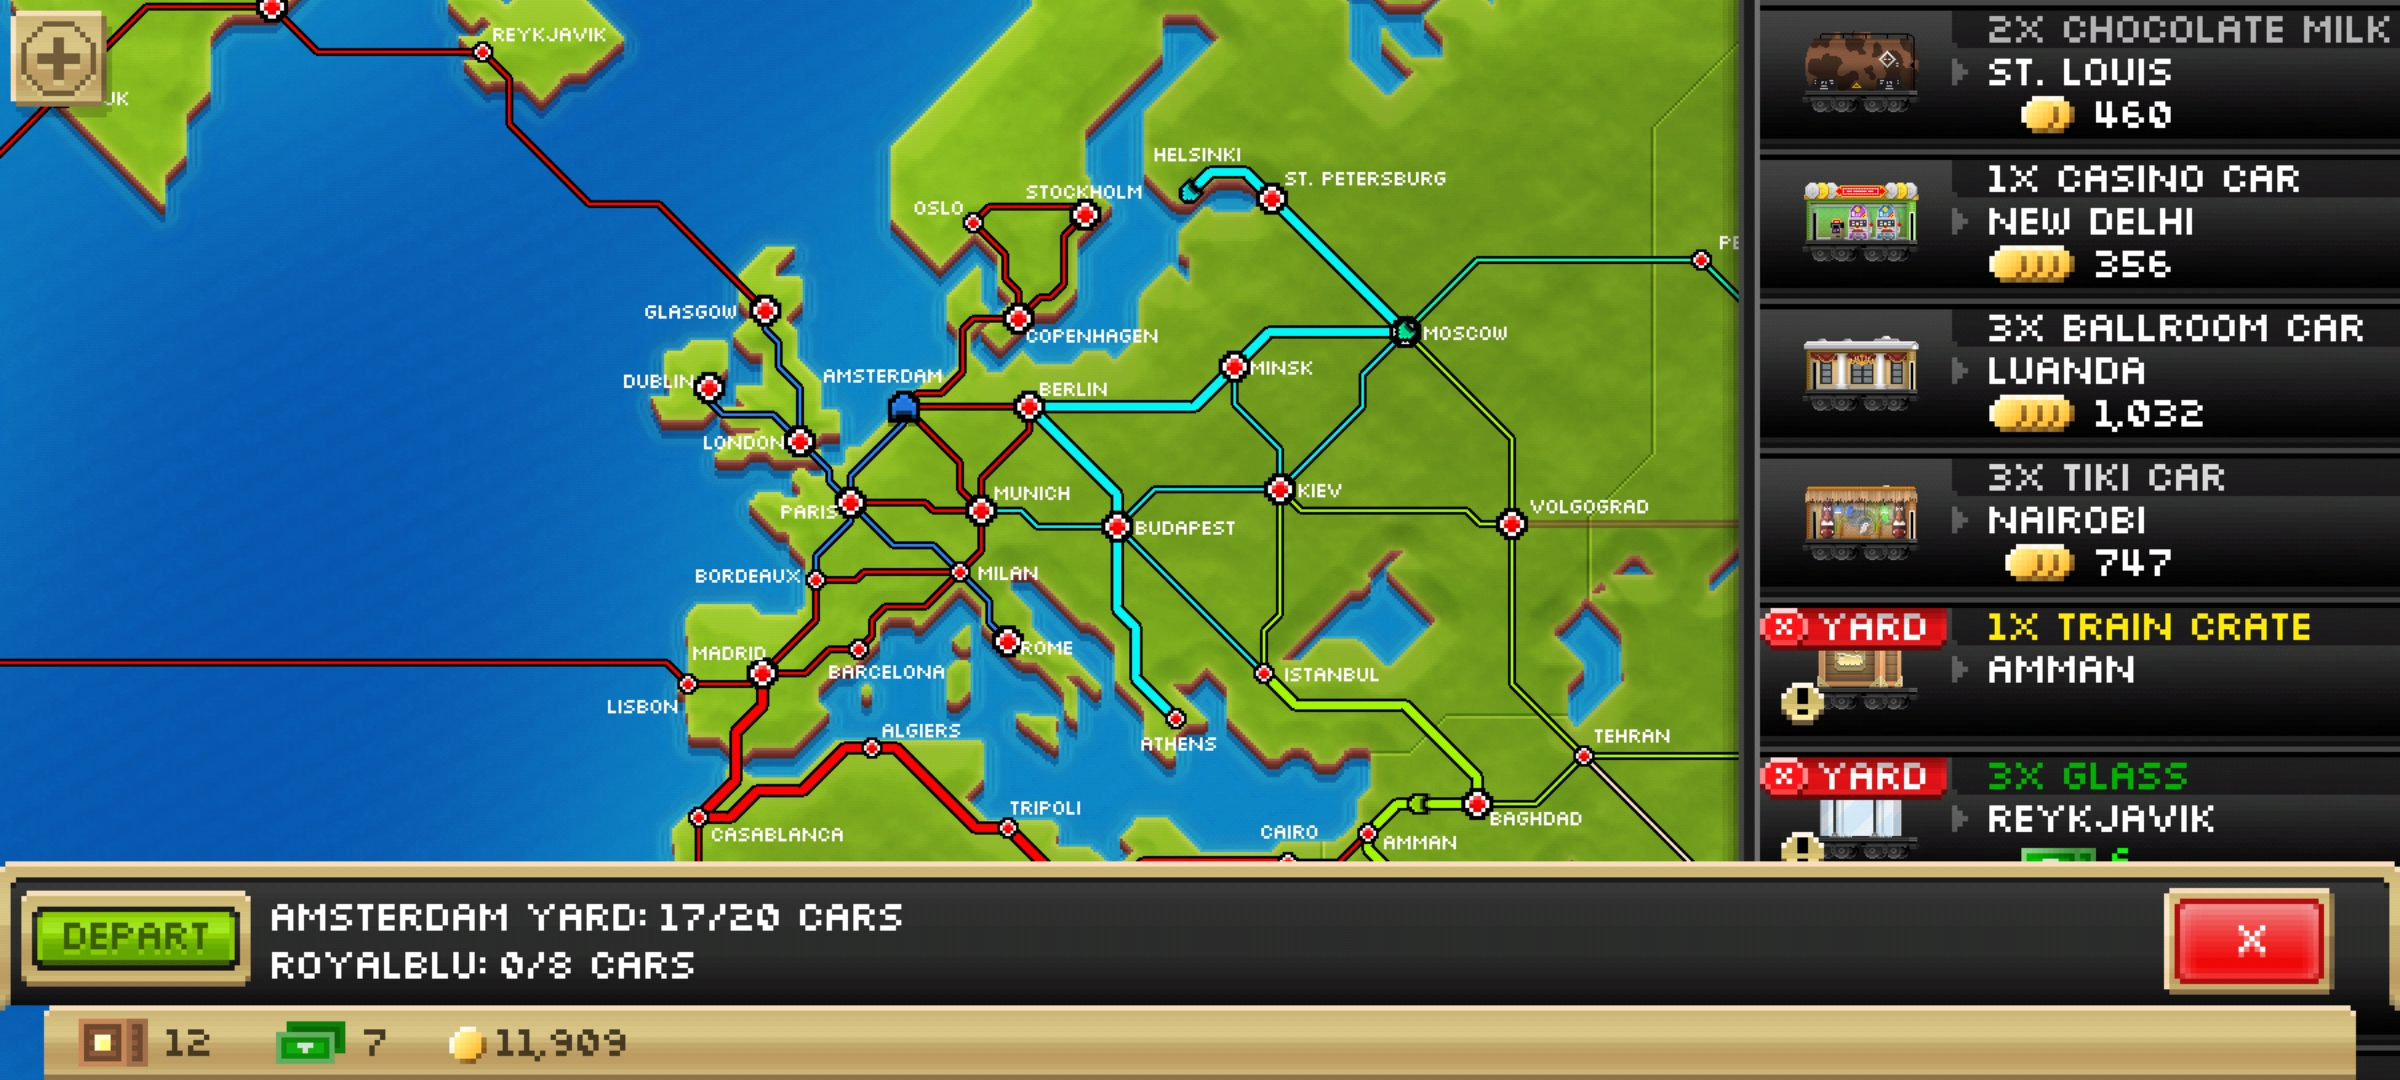 REYKJAVIK
HELSINKI
ST. PETERSBURG
STOCKHOLM
OSLO
GLASGOW
COPENHAGEN
MOSCOW
DUBLIN
AMSTERDAM
BERLIN
MINSK
LONDON
PARIS
MUNICH
KIEV
BUDAPEST
VOLGOGRAD
BORDEAUX
MILAN
MADRID
BARCELONA
ROME
ISTANBUL
LISBON
ALGIERS
ATHENS
TEHRAN
CASABLANCA
TRIPOLI
CAIRO
AMMAN
BAGHDAD
2X CHOCOLATE MILK
ST. LOUIS
460
1X CASINO CAR
NEW DELHI
356
3X BALLROOM CAR
LUANDA
1,032
3X TIKI CAR
NAIROBI
747
YARD
1X TRAIN CRATE
AMMAN
YARD
3X GLASS
REYKJAVIK
DEPART
AMSTERDAM YARD: 17/20 CARS
ROYALBLU: 0/8 CARS
X
12
7
11,909